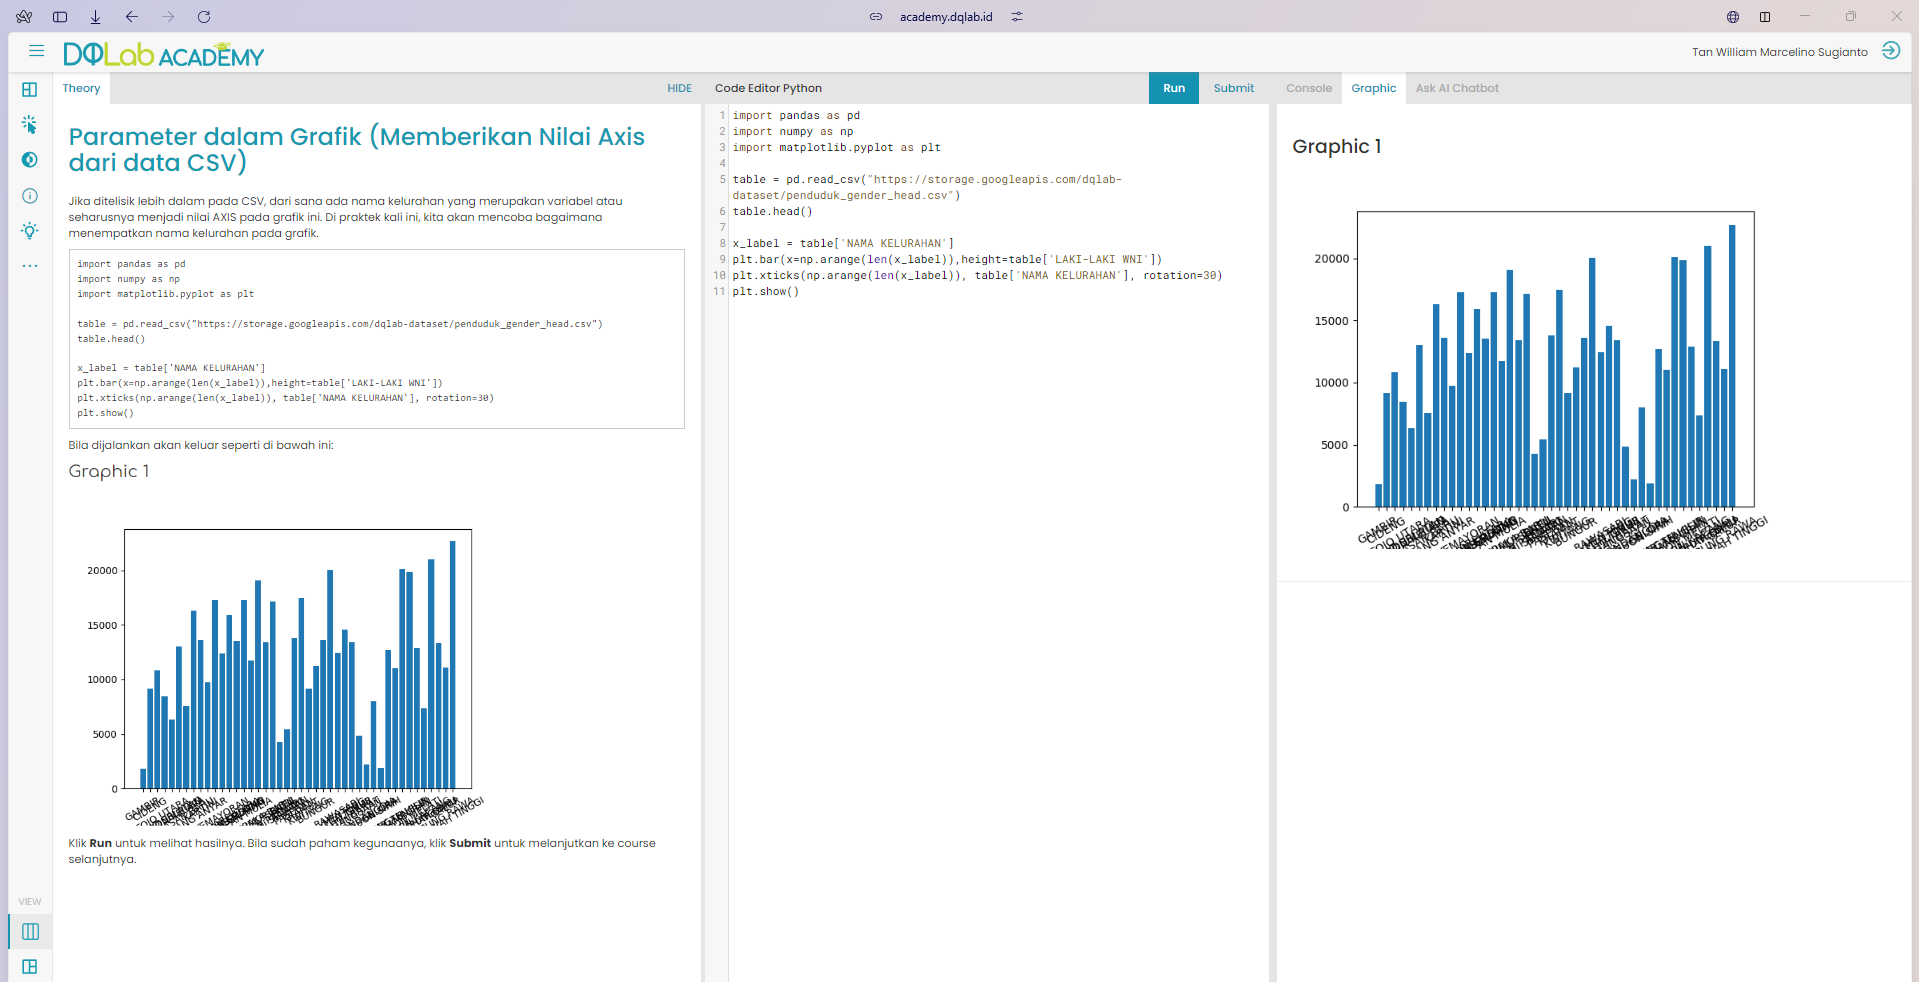 academy.dqlab.id
DQLab ACADEMY
Tan William Marcelino Sugianto
Theory
HIDE
Parameter dalam Grafik (Memberikan Nilai Axis
dari data CSV)
Jika ditelisik lebih dalam pada CSV, dari sana ada nama kelurahan yang merupakan variabel atau
seharusnya menjadi nilai AXIS pada grafik ini. Di praktek kali ini, kita akan mencoba bagaimana
menempatkan nama kelurahan pada grafik.
import pandas as pd
import numpy as np
import matplotlib.pyplot as plt
table = pd.read_csv("https://storage.googleapis.com/dqlab-dataset/penduduk_gender_head.csv")
table.head()
x_label = table['NAMA KELURAHAN']
plt.bar(x=np.arange(len(x_label)),height=table['LAKI-LAKI WNI'])
plt.xticks(np.arange(len(x_label)), table['NAMA KELURAHAN'], rotation=30)
plt.show()
Bila dijalankan akan keluar seperti di bawah ini:
Graphic 1
20000
15000
10000
5000
0
GAMBIR
CIDENG
BUNGUR
Klik Run untuk melihat hasilnya. Bila sudah paham kegunaanya, klik Submit untuk melanjutkan ke course
selanjutnya.
VIEW
Code Editor Python
Run
Submit
1 import pandas as pd
2 import numpy as np
3 import matplotlib.pyplot as plt
4
5 table = pd.read_csv("https://storage.googleapis.com/dqlab-
dataset/penduduk_gender_head.csv")
6 table.head()
7
8 x_label = table['NAMA KELURAHAN']
9 plt.bar(x=np.arange(len(x_label)),height=table['LAKI-LAKI WNI'])
10 plt.xticks(np.arange(len(x_label)), table['NAMA KELURAHAN'], rotation=30)
11 plt.show()
Console
Graphic
Ask AI Chatbot
Graphic 1
20000
15000
10000
5000
0
GAMBIR
CIDENG
BUNGUR